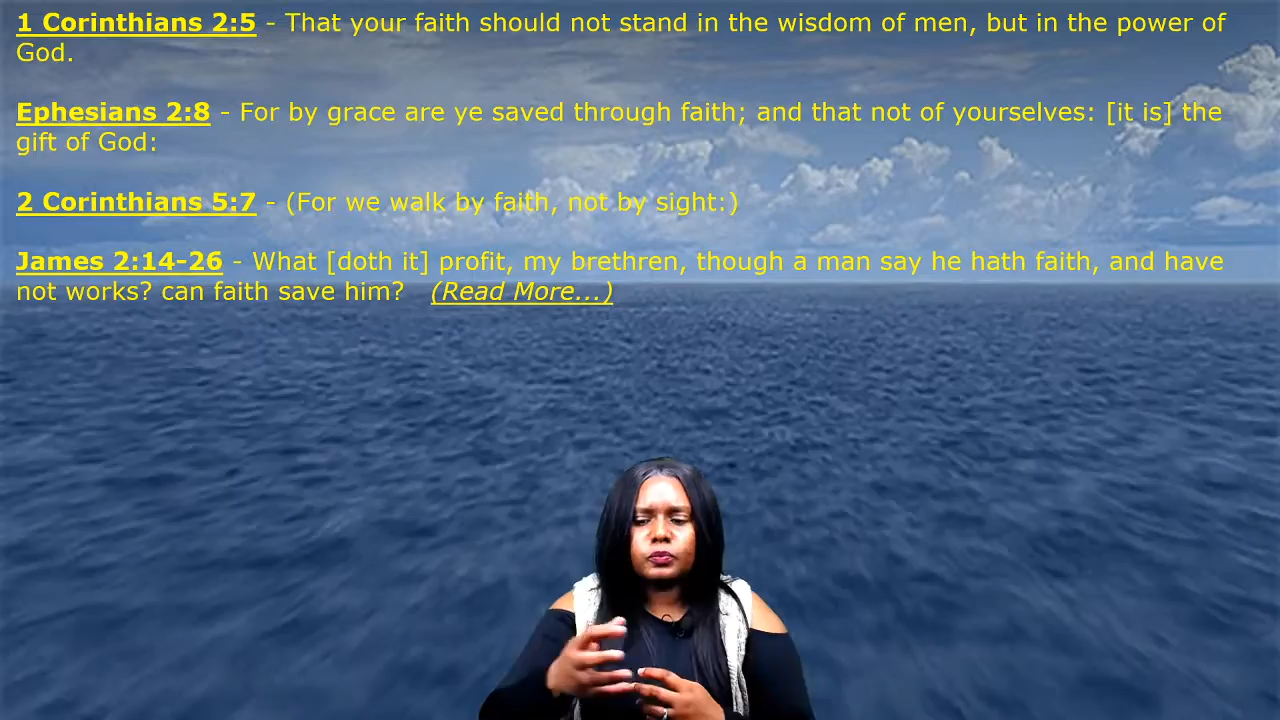 1 Corinthians 2:5 - That your faith should not stand in the wisdom of men, but in the power of
God.
Ephesians 2:8 - For by grace are ye saved through faith; and that not of yourselves: [it is] the
gift of God:
2 Corinthians 5:7 - (For we walk by faith, not by sight:)
James 2:14-26 - What [doth it] profit, my brethren, though a man say he hath faith, and have
not works? can faith save him? (Read More...)